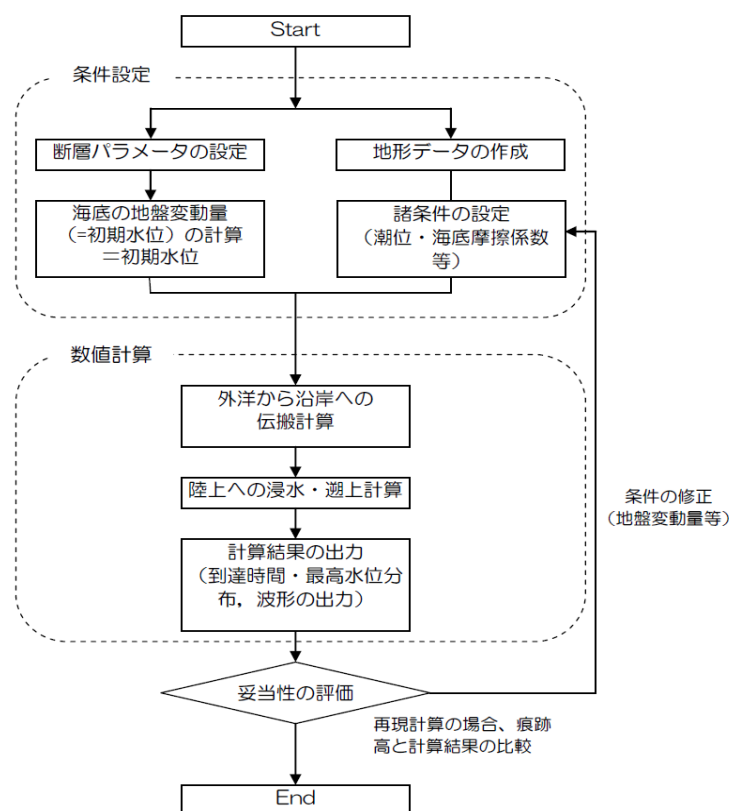 Start
条件設定
断層パラメータの設定
地形データの作成
海底の地盤変動量
(=初期水位)の計算
＝初期水位
諸条件の設定
(潮位・海底摩擦係数
等)
数値計算
外洋から沿岸への
伝搬計算
陸上への浸水・遡上計算
条件の修正
(地盤変動量等)
計算結果の出力
(到達時間・最高水位分
布，波形の出力)
妥当性の評価
再現計算の場合、痕跡
高と計算結果の比較
End